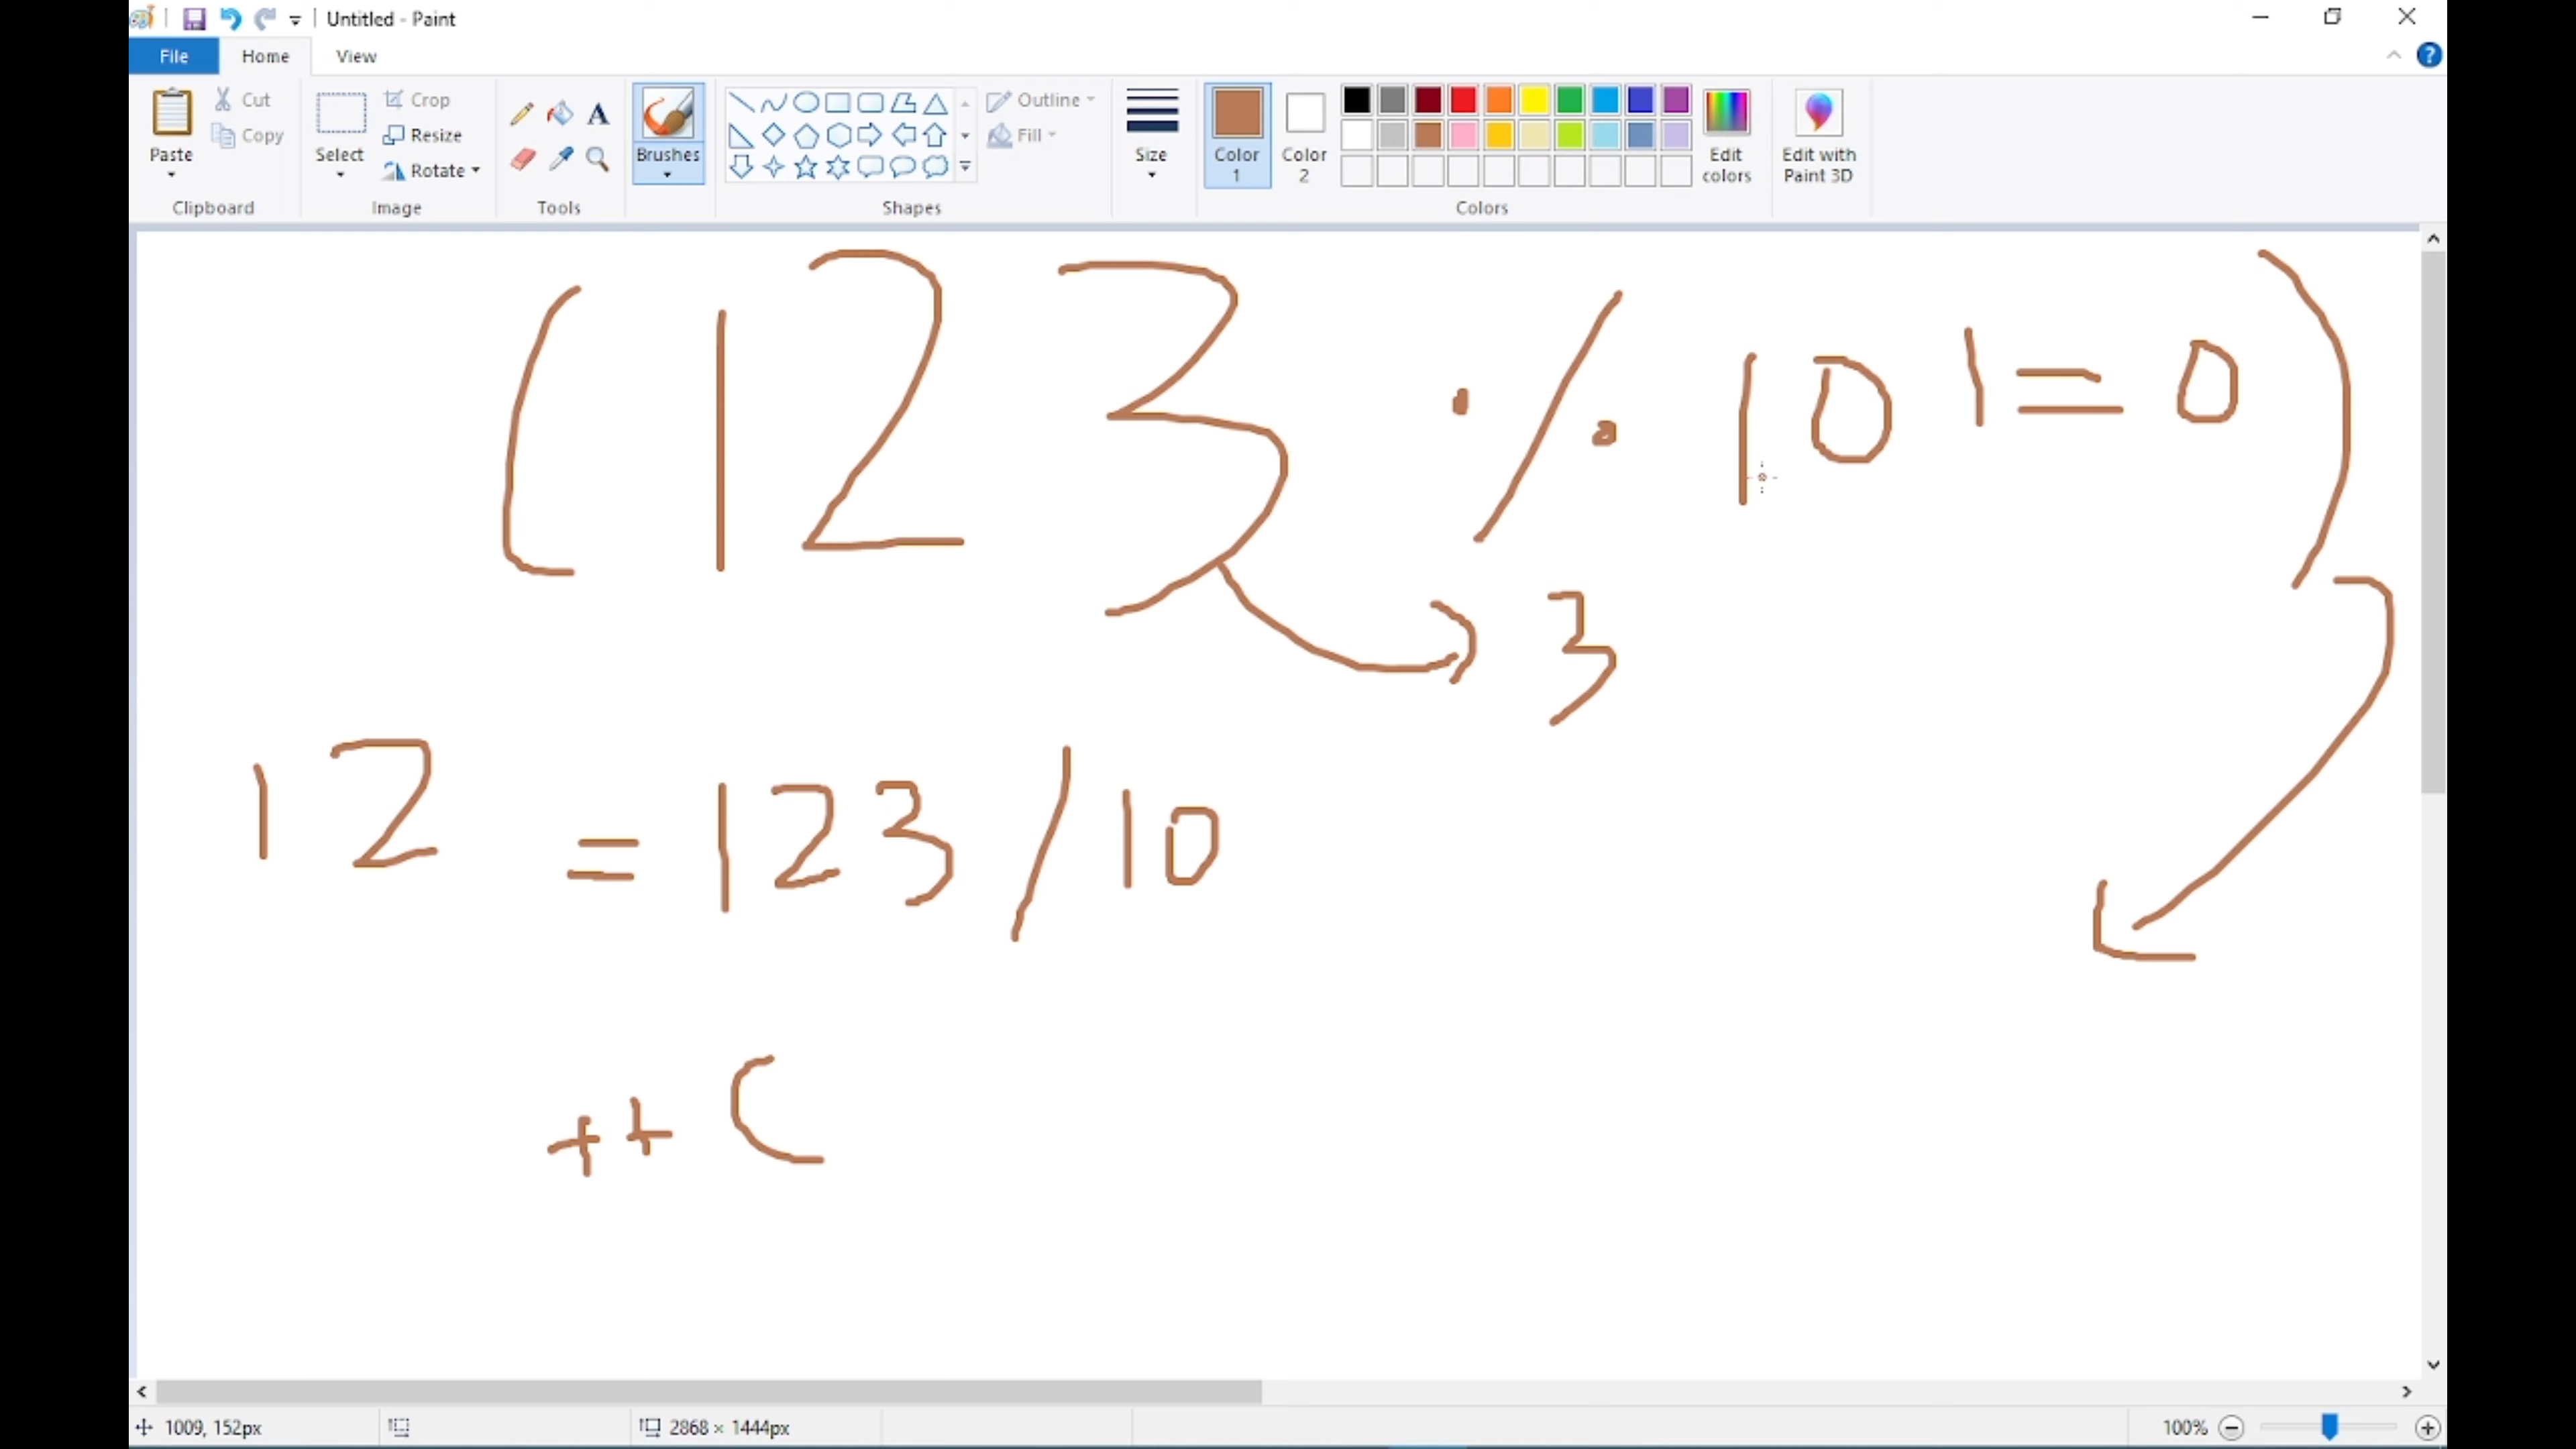 Untitled - Paint
File Home View
Paste Cut Copy Select Crop Resize Rotate A Brushes Outline Fill Size Color 1 Color 2 Edit colors Edit with Paint 3D ?
Clipboard Image Tools Shapes Colors
(123 % 10 != 0)
3
12 = 123 / 10
++C
1009, 152px 2868 × 1444px 100%